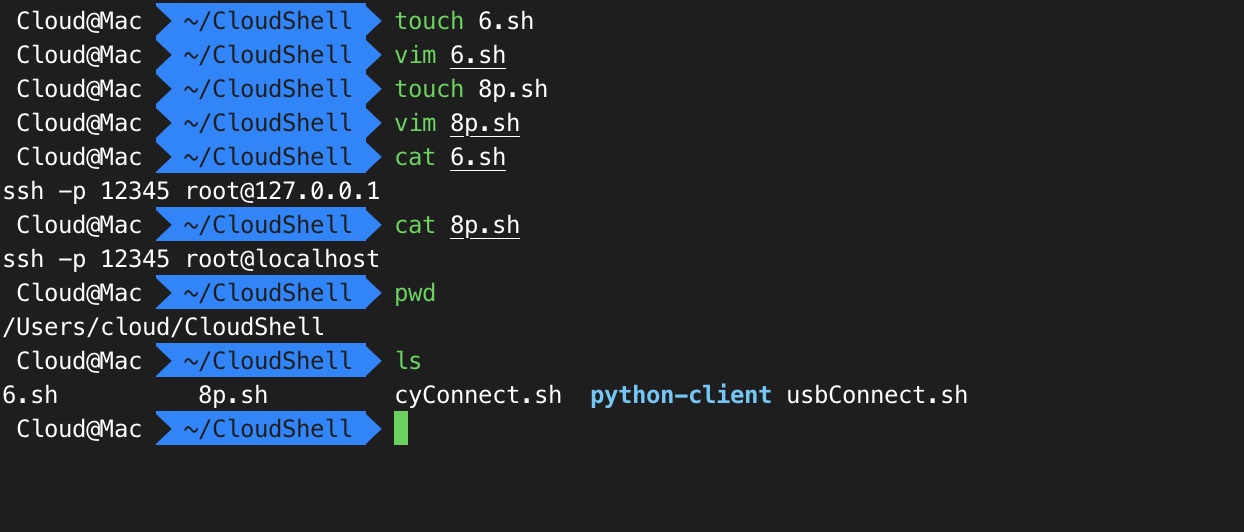 Cloud@Mac ~/CloudShell touch 6.sh
Cloud@Mac ~/CloudShell vim 6.sh
Cloud@Mac ~/CloudShell touch 8p.sh
Cloud@Mac ~/CloudShell vim 8p.sh
Cloud@Mac ~/CloudShell cat 6.sh
ssh -p 12345 root@127.0.0.1
Cloud@Mac ~/CloudShell cat 8p.sh
ssh -p 12345 root@localhost
Cloud@Mac ~/CloudShell pwd
/Users/cloud/CloudShell
Cloud@Mac ~/CloudShell ls
6.sh 8p.sh cyConnect.sh python-client usbConnect.sh
Cloud@Mac ~/CloudShell